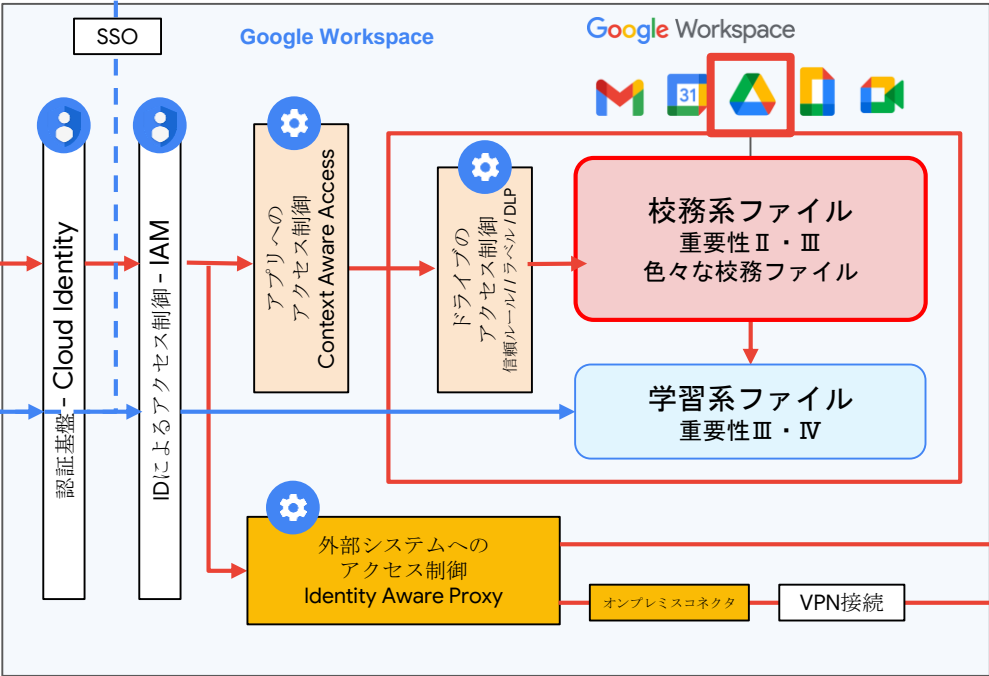 SSO
Google Workspace
Google Workspace
31
認証基盤 - Cloud Identity
IDによるアクセス制御 - IAM
アプリへの
アクセス制御
Context Aware Access
ドライブの
アクセス制御
信頼ルール / ラベル / DLP
校務系ファイル
重要性Ⅱ・Ⅲ
色々な校務ファイル
学習系ファイル
重要性Ⅲ・Ⅳ
外部システムへの
アクセス制御
Identity Aware Proxy
オンプレミスコネクタ
VPN接続